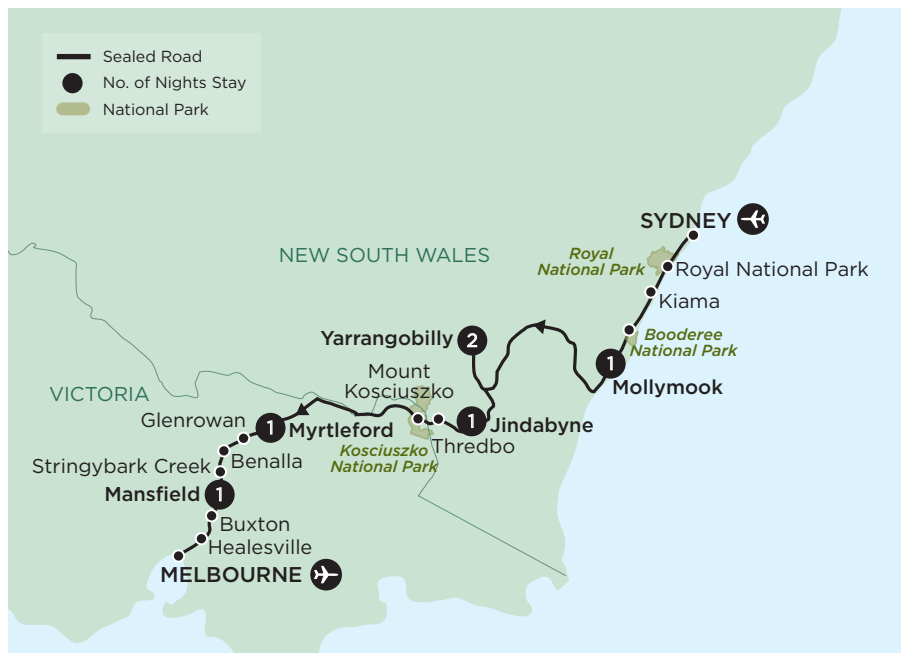 Sealed Road
No. of Nights Stay
National Park
SYDNEY
NEW SOUTH WALES
Royal
National Park
Royal National Park
Kiama
Yarrangobilly
2
Booderee
National Park
1
Mollymook
Mount
Kosciuszko
VICTORIA
Glenrowan
1
Myrtleford
1
Jindabyne
Thredbo
Kosciuszko
National Park
Benalla
Stringybark Creek
Mansfield
1
Buxton
Healesville
MELBOURNE